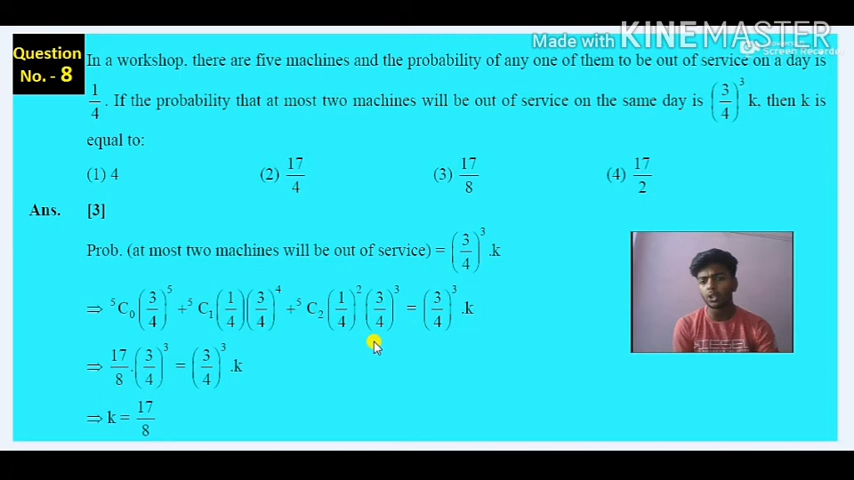 Made with KINEMASTER
Screen Recorder
Question
No. - 8
In a workshop, there are five machines and the probability of any one of them to be out of service on a day is
1/4 . If the probability that at most two machines will be out of service on the same day is (3/4)^3 k, then k is
equal to:
(1) 4 (2) 17/4 (3) 17/8 (4) 17/2
Ans. [3]
Prob. (at most two machines will be out of service) = (3/4)^3 .k
⇒ ^5C_0 (3/4)^5 + ^5C_1 (1/4)(3/4)^4 + ^5C_2 (1/4)^2 (3/4)^3 = (3/4)^3 .k
⇒ 17/8 . (3/4)^3 = (3/4)^3 .k
⇒ k = 17/8